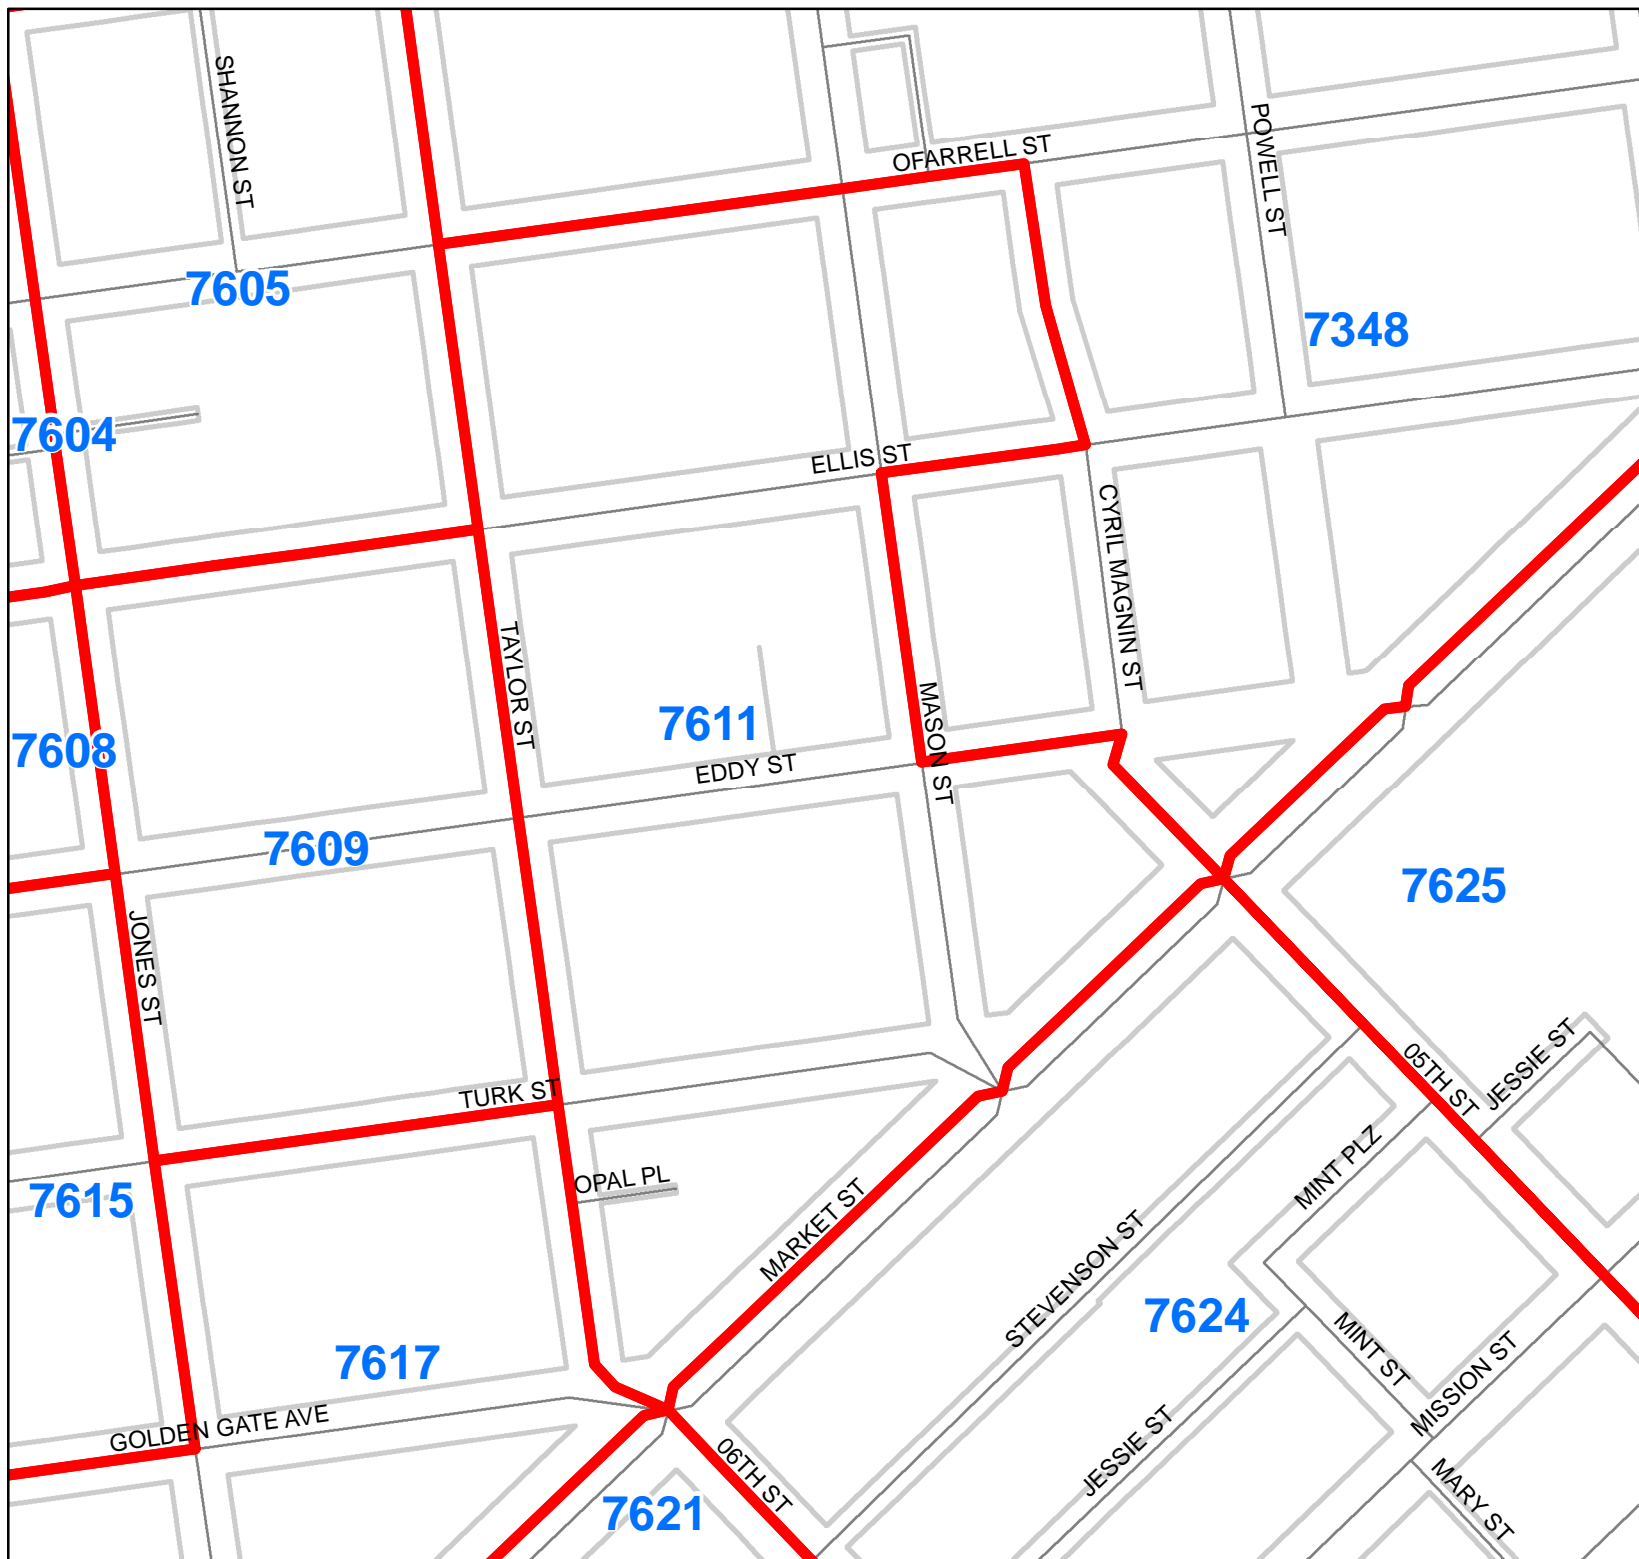 SHANNON ST
POWELL ST
OFARRELL ST
7605
7348
7604
ELLIS ST
CYRIL MAGNIN ST
TAYLOR ST
MASON ST
7611
7608
EDDY ST
7609
7625
JONES ST
05TH ST
JESSIE ST
TURK ST
MINT PLZ
OPAL PL
7615
MARKET ST
STEVENSON ST
7624
MINT ST
MISSION ST
7617
GOLDEN GATE AVE
06TH ST
JESSIE ST
MARY ST
7621